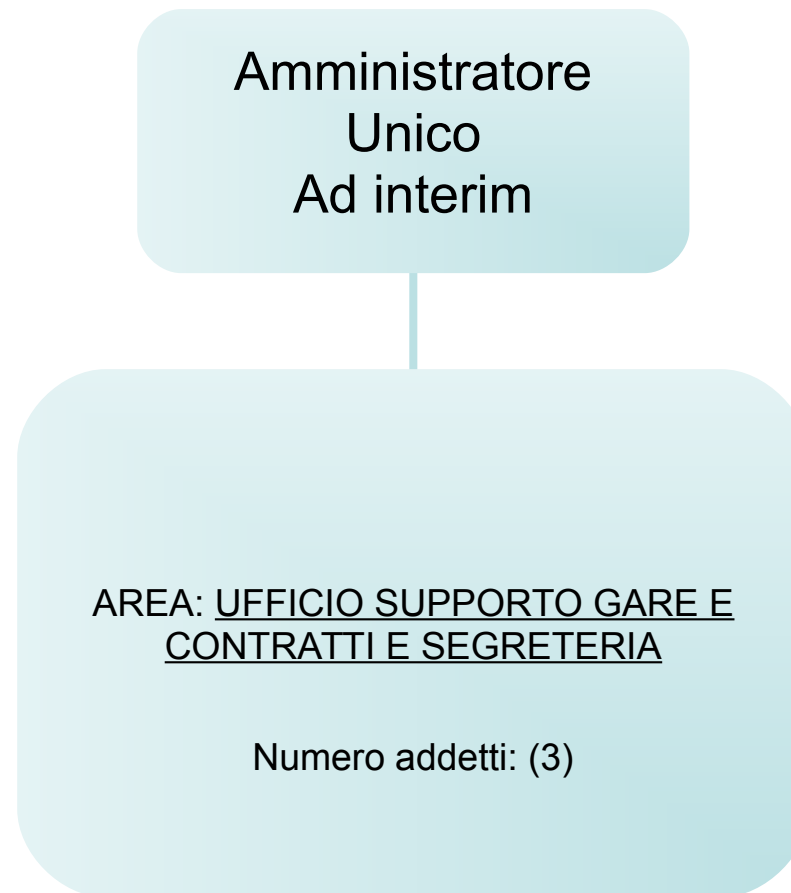 Amministratore
Unico
Ad interim
AREA: UFFICIO SUPPORTO GARE E
CONTRATTI E SEGRETERIA
Numero addetti: (3)